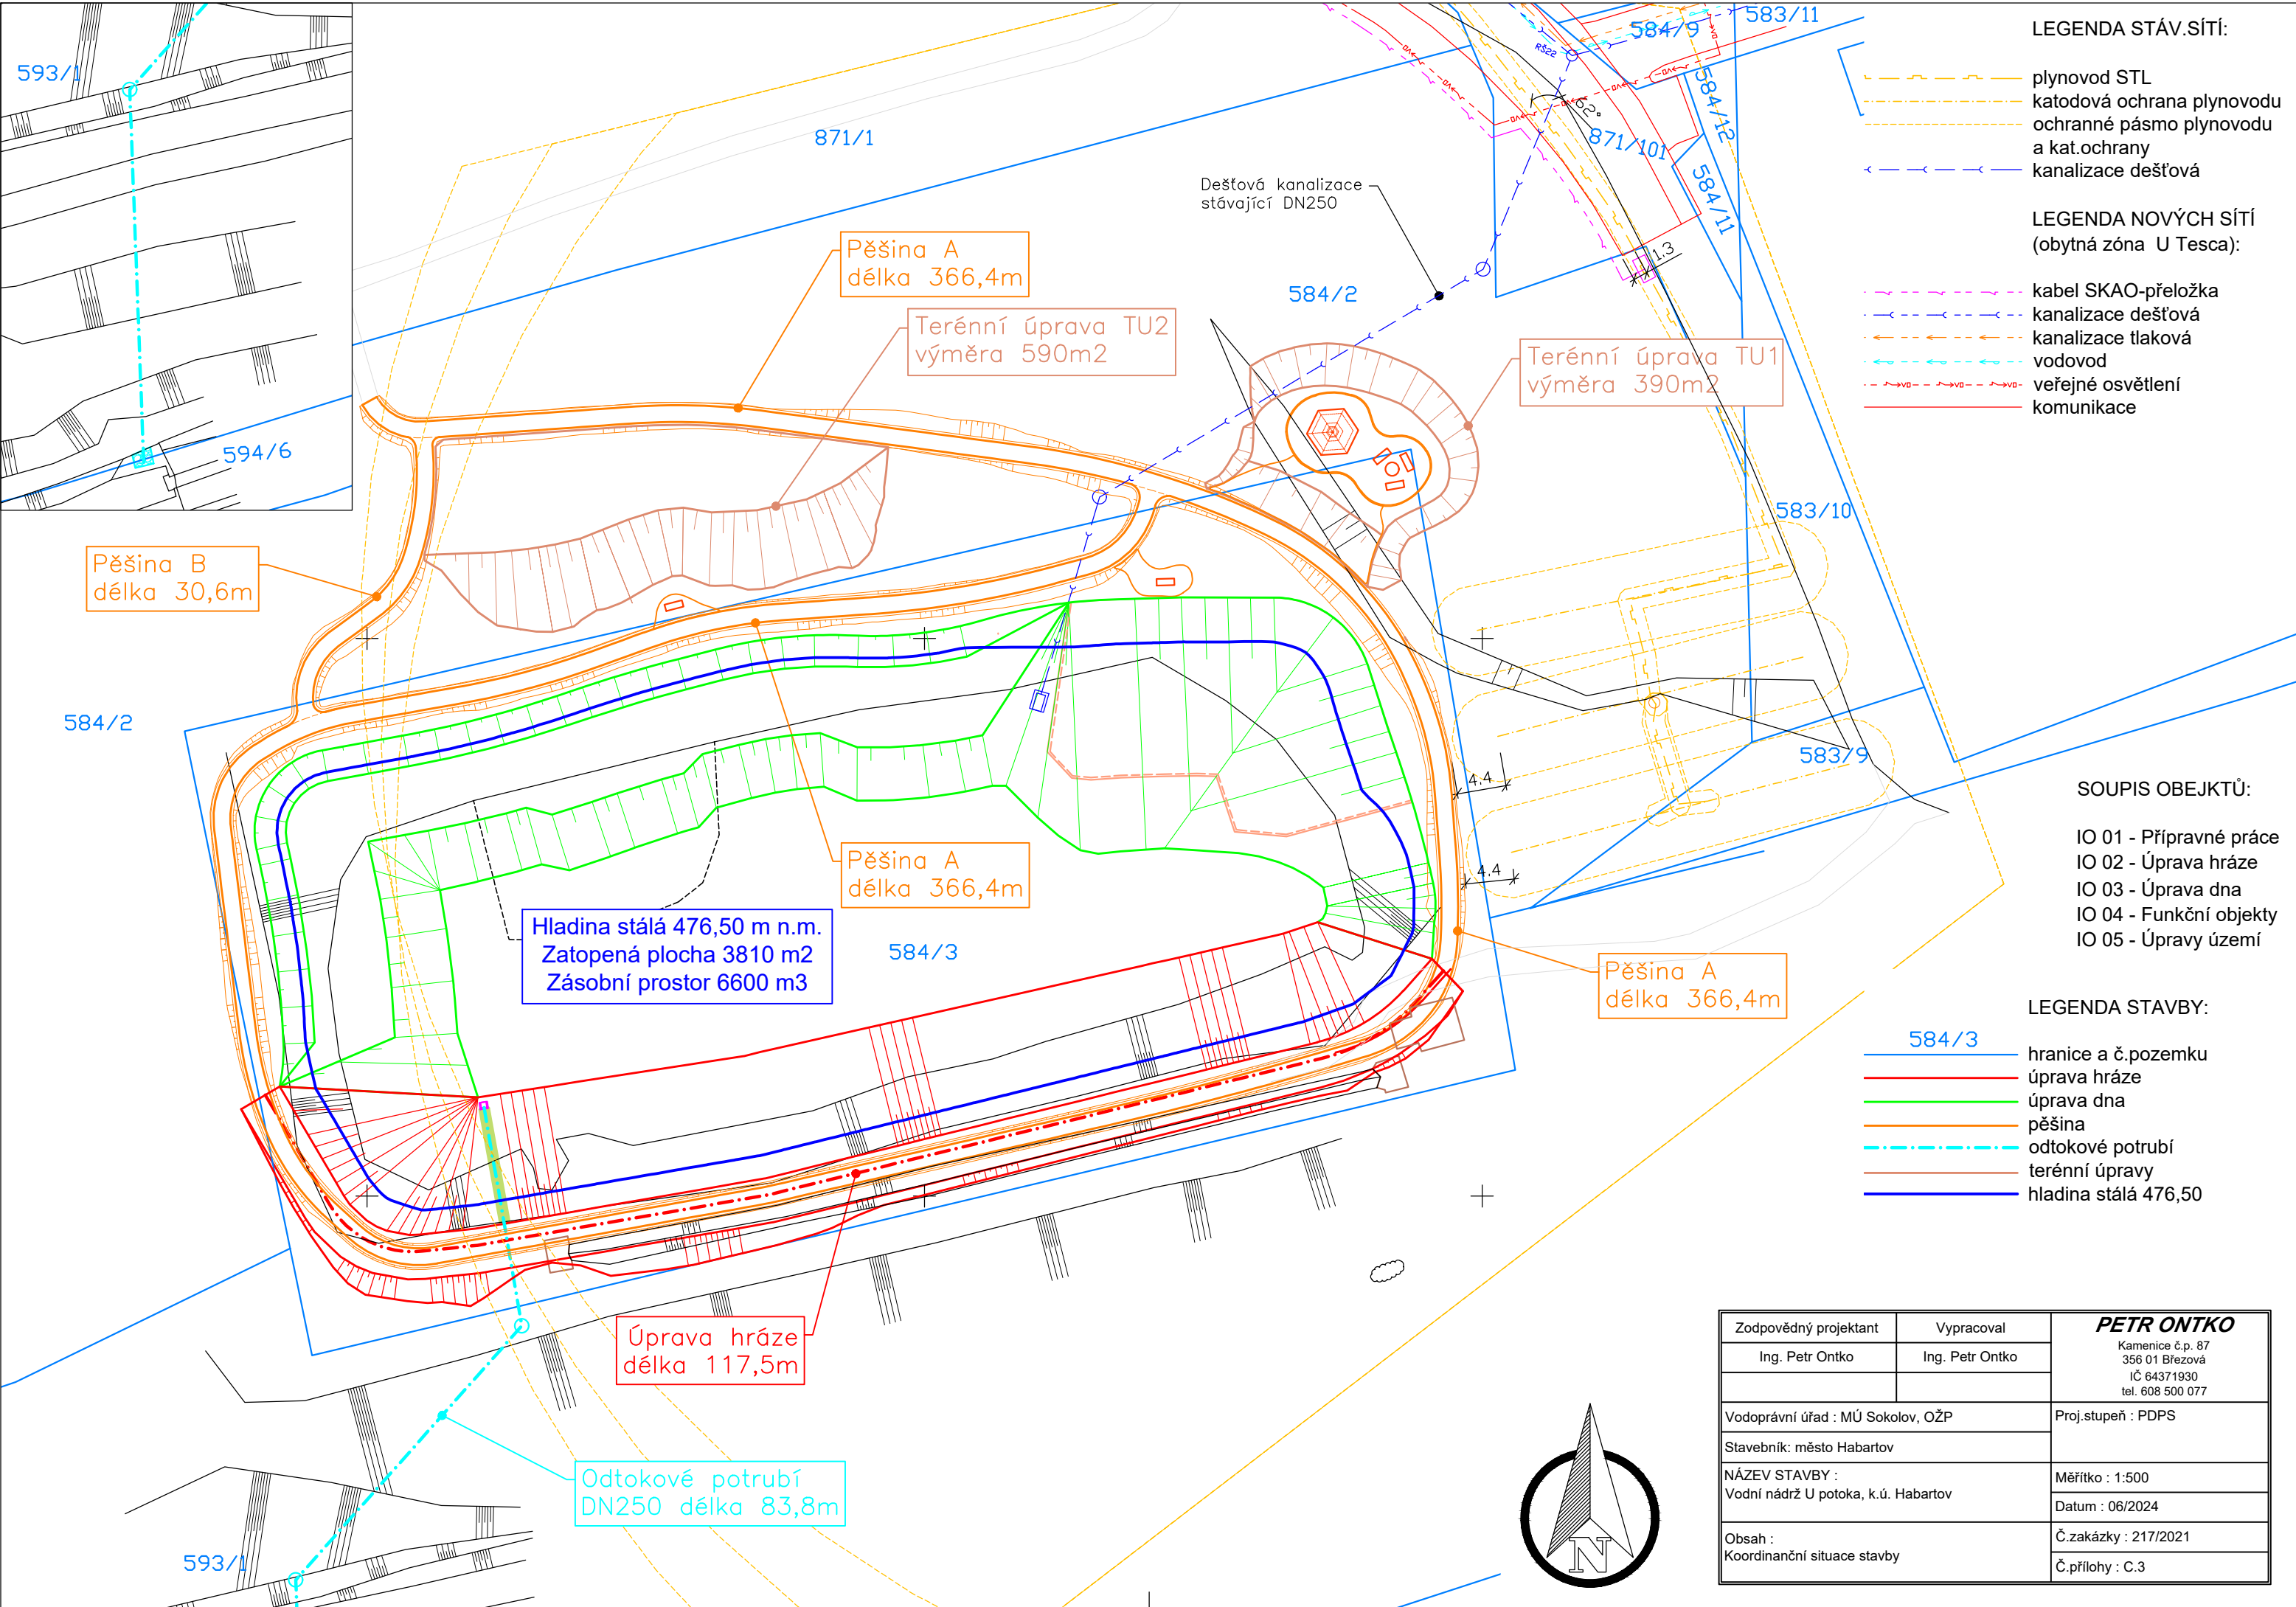 593/1
594/6
871/1
584/9
583/11
RŠ22
62°
871/101
584/12
584/11
1.3
Dešťová kanalizace
stávající DN250
584/2
Pěšina A
délka 366,4m
Terénní úprava TU2
výměra 590m2
Terénní úprava TU1
výměra 390m2
583/10
Pěšina B
délka 30,6m
584/2
583/9
4.4
4.4
Pěšina A
délka 366,4m
Hladina stálá 476,50 m n.m.
Zatopená plocha 3810 m2
Zásobní prostor 6600 m3
584/3
Pěšina A
délka 366,4m
Úprava hráze
délka 117,5m
Odtokové potrubí
DN250 délka 83,8m
593/1
N
LEGENDA STÁV.SÍTÍ:
plynovod STL
katodová ochrana plynovodu
ochranné pásmo plynovodu
a kat.ochrany
kanalizace dešťová
LEGENDA NOVÝCH SÍTÍ
(obytná zóna U Tesca):
kabel SKAO-přeložka
kanalizace dešťová
kanalizace tlaková
vodovod
veřejné osvětlení
komunikace
SOUPIS OBEJKTŮ:
IO 01 - Přípravné práce
IO 02 - Úprava hráze
IO 03 - Úprava dna
IO 04 - Funkční objekty
IO 05 - Úpravy území
LEGENDA STAVBY:
584/3
hranice a č.pozemku
úprava hráze
úprava dna
pěšina
odtokové potrubí
terénní úpravy
hladina stálá 476,50
Zodpovědný projektant
Vypracoval
Ing. Petr Ontko
Ing. Petr Ontko
PETR ONTKO
Kamenice č.p. 87
356 01 Březová
IČ 64371930
tel. 608 500 077
Vodoprávní úřad : MÚ Sokolov, OŽP
Proj.stupeň : PDPS
Stavebník: město Habartov
NÁZEV STAVBY :
Vodní nádrž U potoka, k.ú. Habartov
Měřítko : 1:500
Datum : 06/2024
Obsah :
Koordinanční situace stavby
Č.zakázky : 217/2021
Č.přílohy : C.3